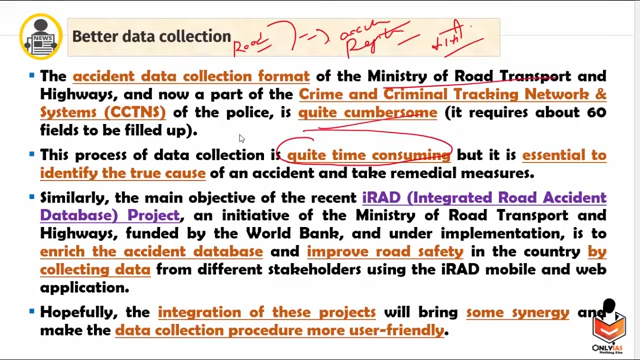 NEWS
Better data collection
Road
• The accident data collection format of the Ministry of Road Transport and
Highways, and now a part of the Crime and Criminal Tracking Network &
Systems (CCTNS) of the police, is quite cumbersome (it requires about 60
fields to be filled up).
• This process of data collection is quite time consuming but it is essential to
identify the true cause of an accident and take remedial measures.
• Similarly, the main objective of the recent iRAD (Integrated Road Accident
Database) Project, an initiative of the Ministry of Road Transport and
Highways, funded by the World Bank, and under implementation, is to
enrich the accident database and improve road safety in the country by
collecting data from different stakeholders using the iRAD mobile and web
application.
• Hopefully, the integration of these projects will bring some synergy and
make the data collection procedure more user-friendly.
ONLYIAS